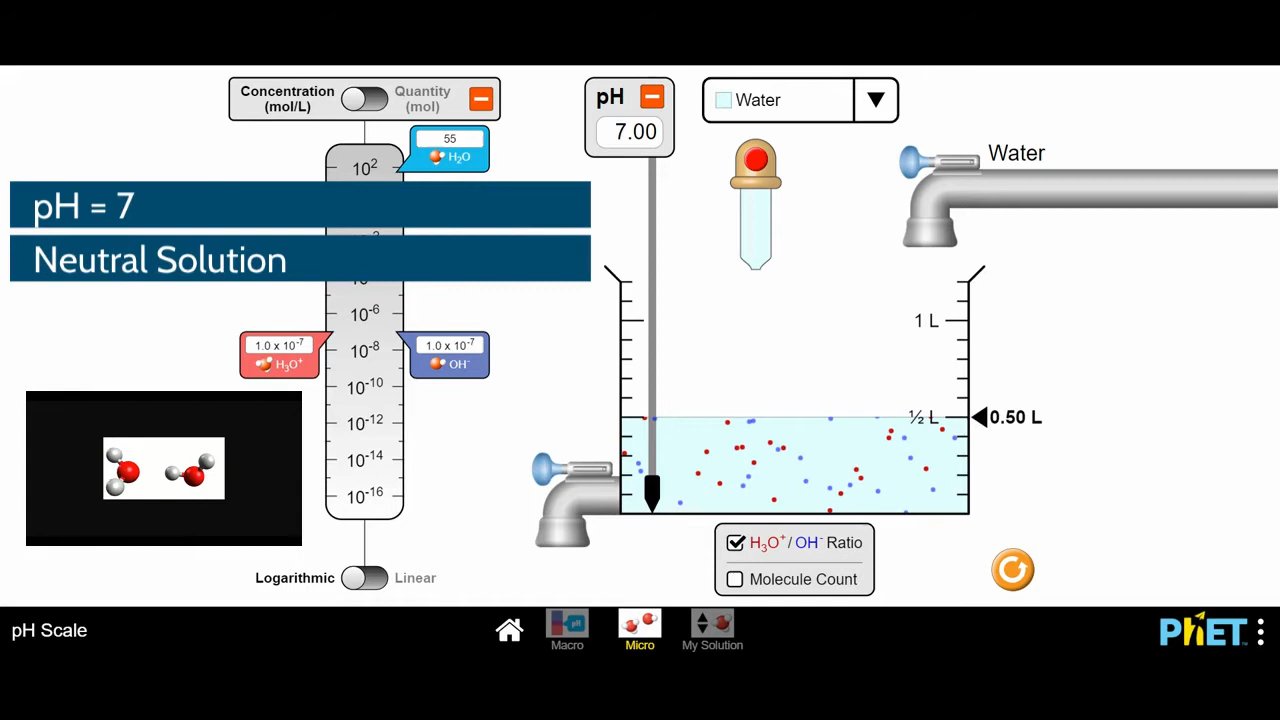 Concentration
(mol/L)
Quantity
(mol)
55
H₂O
10²
pH = 7
Neutral Solution
10⁻⁶
1.0 x 10⁻⁷
H₃O⁺
10⁻⁸
1.0 x 10⁻⁷
OH⁻
10⁻¹⁰
10⁻¹²
10⁻¹⁴
10⁻¹⁶
Logarithmic
Linear
pH
7.00
Water
Water
1 L
½ L
0.50 L
H₃O⁺ / OH⁻ Ratio
Molecule Count
pH Scale
pH
Macro
Micro
My Solution
PhET